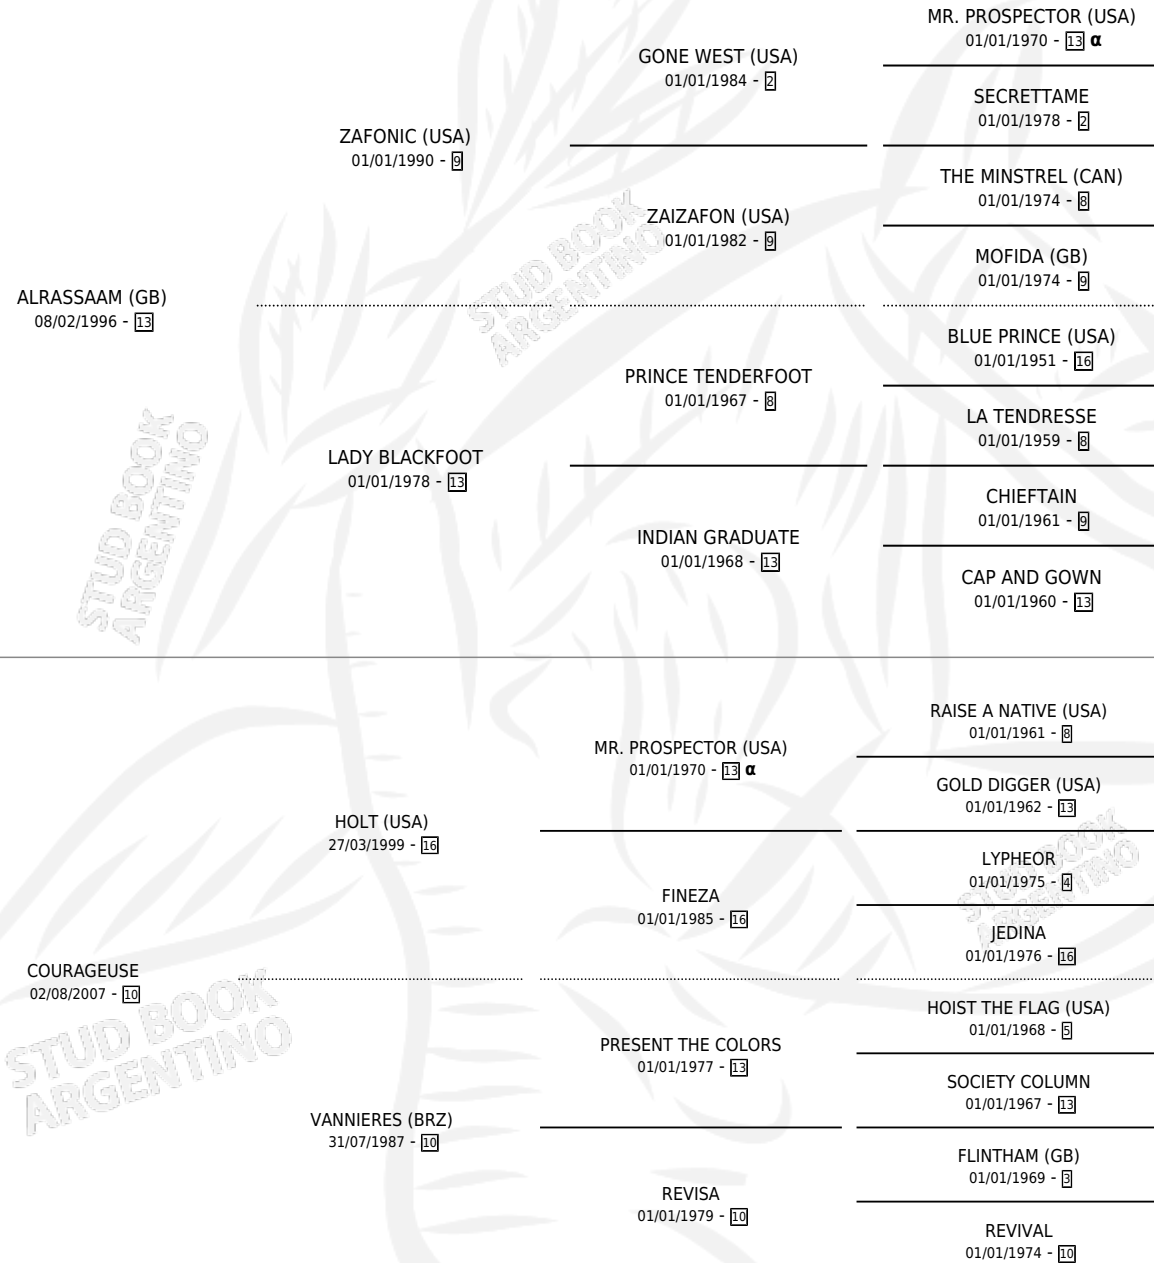 MR. PROSPECTOR (USA)
01/01/1970 - 13 α
GONE WEST (USA)
01/01/1984 - 2
SECRETTAME
01/01/1978 - 2
ZAFONIC (USA)
01/01/1990 - 9
THE MINSTREL (CAN)
01/01/1974 - 8
ZAIZAFON (USA)
01/01/1982 - 9
MOFIDA (GB)
01/01/1974 - 9
STUD BOOK
ARGENTINO
ALRASSAAM (GB)
08/02/1996 - 13
BLUE PRINCE (USA)
01/01/1951 - 16
PRINCE TENDERFOOT
01/01/1967 - 8
LA TENDRESSE
01/01/1959 - 8
LADY BLACKFOOT
01/01/1978 - 13
CHIEFTAIN
01/01/1961 - 9
INDIAN GRADUATE
01/01/1968 - 13
CAP AND GOWN
01/01/1960 - 13
STUD BOOK
ARGENTINO
RAISE A NATIVE (USA)
01/01/1961 - 8
MR. PROSPECTOR (USA)
01/01/1970 - 13 α
GOLD DIGGER (USA)
01/01/1962 - 13
HOLT (USA)
27/03/1999 - 16
LYPHEOR
01/01/1975 - 4
FINEZA
01/01/1985 - 16
JEDINA
01/01/1976 - 16
STUD BOOK
ARGENTINO
COURAGEUSE
02/08/2007 - 10
HOIST THE FLAG (USA)
01/01/1968 - 5
PRESENT THE COLORS
01/01/1977 - 13
SOCIETY COLUMN
01/01/1967 - 13
STUD BOOK
ARGENTINO
VANNIERES (BRZ)
31/07/1987 - 10
FLINTHAM (GB)
01/01/1969 - 3
REVISA
01/01/1979 - 10
REVIVAL
01/01/1974 - 10